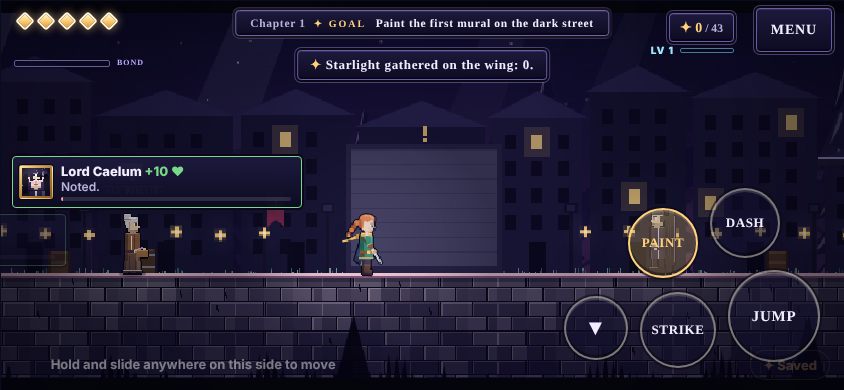 Chapter 1 ✦ GOAL Paint the first mural on the dark street
✦ 0 / 43
MENU
LV 1
BOND
✦ Starlight gathered on the wing: 0.
Lord Caelum +10 ♥
Noted.
PAINT
DASH
▼
STRIKE
JUMP
Hold and slide anywhere on this side to move
✦ Saved